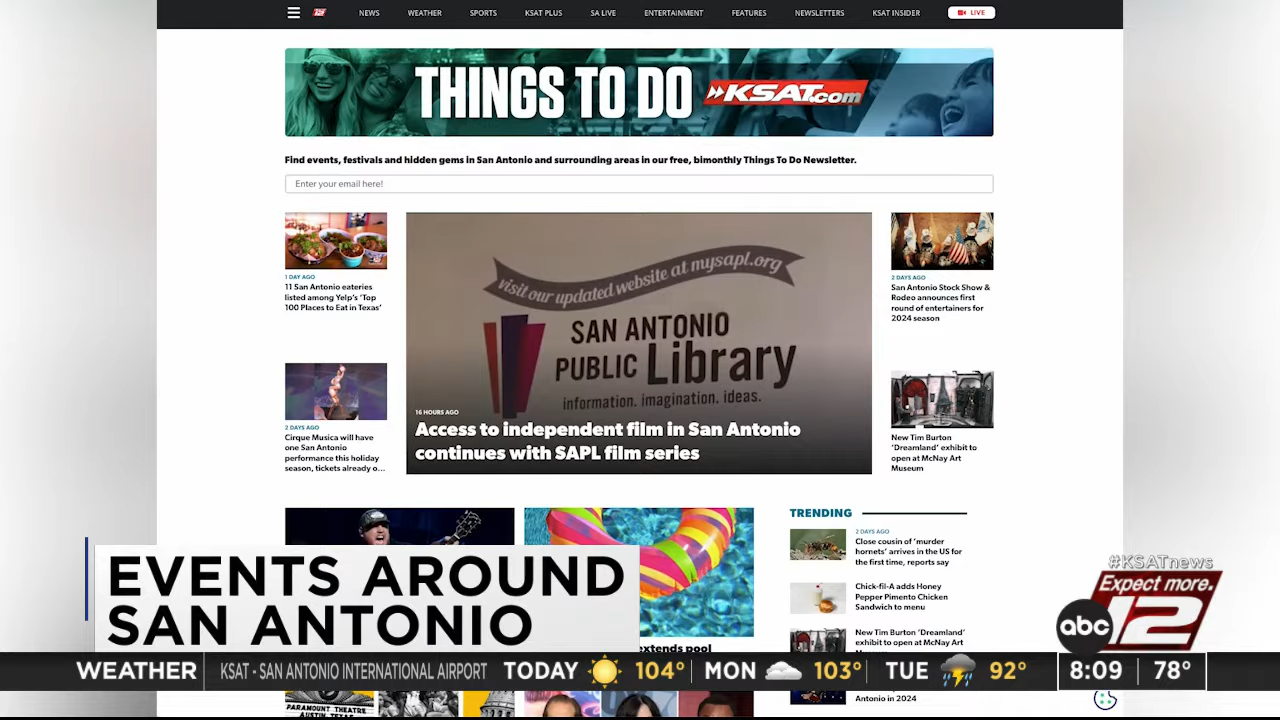 12
NEWS
WEATHER
SPORTS
KSAT PLUS
SA LIVE
ENTERTAINMENT
FEATURES
NEWSLETTERS
KSAT INSIDER
LIVE
THINGS TO DO
KSAT.com
Find events, festivals and hidden gems in San Antonio and surrounding areas in our free, bimonthly Things To Do Newsletter.
Enter your email here!
1 DAY AGO
11 San Antonio eateries
listed among Yelp's 'Top
100 Places to Eat in Texas'
2 DAYS AGO
Cirque Musica will have
one San Antonio
performance this holiday
season, tickets already o...
visit our updated website at mysapl.org
SAN ANTONIO
PUBLIC Library
information. imagination. ideas.
16 HOURS AGO
Access to independent film in San Antonio
continues with SAPL film series
2 DAYS AGO
San Antonio Stock Show &
Rodeo announces first
round of entertainers for
2024 season
New Tim Burton
'Dreamland' exhibit to
open at McNay Art
Museum
TRENDING
2 DAYS AGO
Close cousin of 'murder
hornets' arrives in the US for
the first time, reports say
Chick-fil-A adds Honey
Pepper Pimento Chicken
Sandwich to menu
New Tim Burton 'Dreamland'
exhibit to open at McNay Art
Antonio in 2024
extends pool
PARAMOUNT THEATRE
AUSTIN, TEXAS
EVENTS AROUND
SAN ANTONIO
#KSATnews
Expect more.
abc 12
WEATHER
KSAT - SAN ANTONIO INTERNATIONAL AIRPORT
TODAY 104°
MON 103°
TUE 92°
8:09
78°